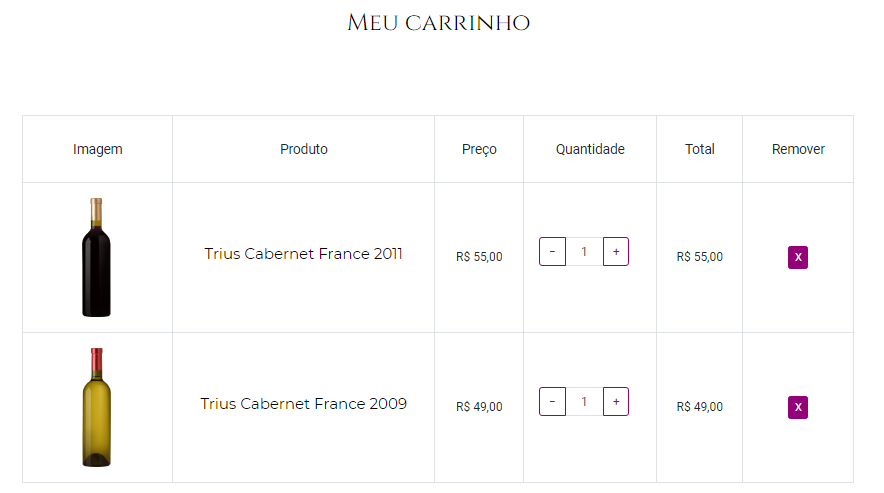 Meu carrinho
Imagem Produto Preço Quantidade Total Remover
Trius Cabernet France 2011 R$ 55,00 - 1 + R$ 55,00 X
Trius Cabernet France 2009 R$ 49,00 - 1 + R$ 49,00 X